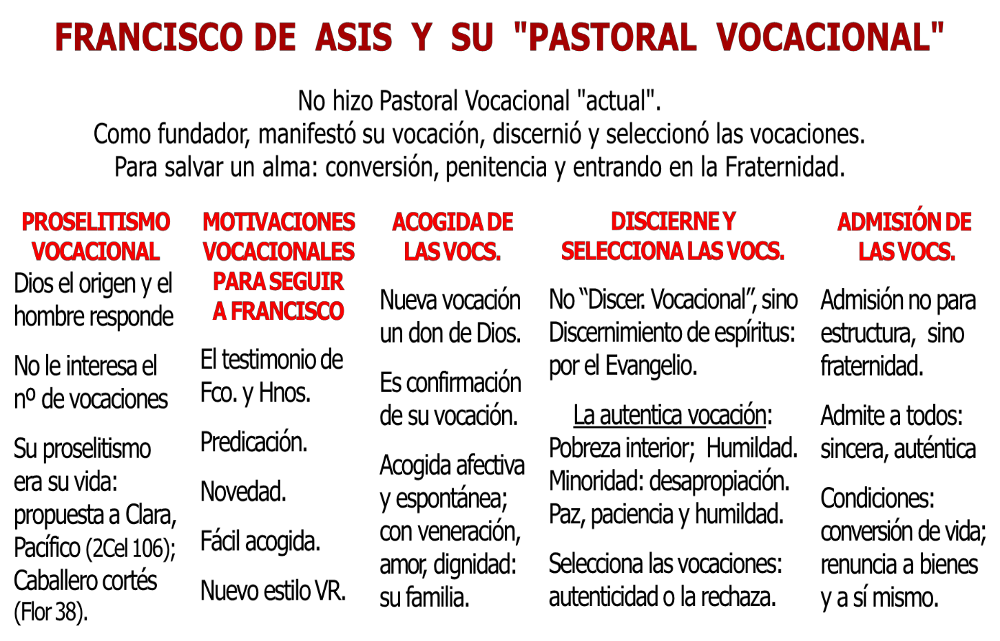 FRANCISCO DE ASIS Y SU "PASTORAL VOCACIONAL"
No hizo Pastoral Vocacional "actual".
Como fundador, manifestó su vocación, discernió y seleccionó las vocaciones.
Para salvar un alma: conversión, penitencia y entrando en la Fraternidad.
PROSELITISMO
VOCACIONAL
Dios el origen y el
hombre responde
No le interesa el
nº de vocaciones
Su proselitismo
era su vida:
propuesta a Clara,
Pacífico (2Cel 106);
Caballero cortés
(Flor 38).
MOTIVACIONES
VOCACIONALES
PARA SEGUIR
A FRANCISCO
El testimonio de
Fco. y Hnos.
Predicación.
Novedad.
Fácil acogida.
Nuevo estilo VR.
ACOGIDA DE
LAS VOCS.
Nueva vocación
un don de Dios.
Es confirmación
de su vocación.
Acogida afectiva
y espontánea;
con veneración,
amor, dignidad:
su familia.
DISCIERNE Y
SELECCIONA LAS VOCS.
No “Discer. Vocacional”, sino
Discernimiento de espíritus:
por el Evangelio.
La autentica vocación:
Pobreza interior; Humildad.
Minoridad: desapropiación.
Paz, paciencia y humildad.
Selecciona las vocaciones:
autenticidad o la rechaza.
ADMISIÓN DE
LAS VOCS.
Admisión no para
estructura, sino
fraternidad.
Admite a todos:
sincera, auténtica
Condiciones:
conversión de vida;
renuncia a bienes
y a sí mismo.